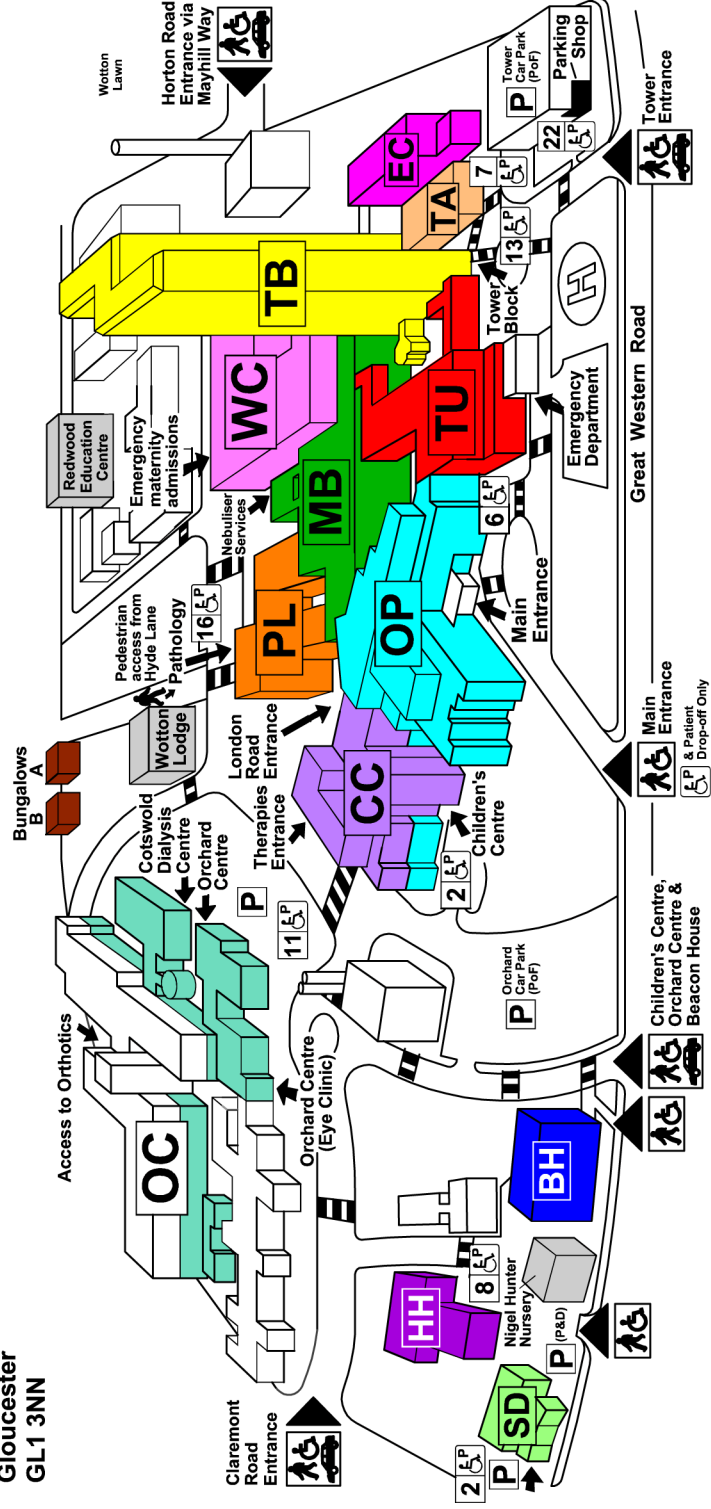 Gloucester
GL1 3NN
Bungalows
B
A
Wotton
Lawn
Access to Orthotics
Redwood
Education
Centre
Pedestrian
access from
Hyde Lane
Emergency
maternity
admissions
Horton Road
Entrance via
Mayhill Way
Cotswold
Dialysis
Centre
Orchard
Centre
Wotton
Lodge
Pathology
OC
16
P
Nebuliser
Services
Claremont
Road
Entrance
P
London
Road
Entrance
Therapies
Entrance
11
P
PL
WC
TB
Orchard Centre
(Eye Clinic)
MB
CC
OP
EC
HH
TU
TA
2
P
Children's
Centre
8
P
6
P
7
P
2
P
P
SD
Nigel Hunter
Nursery
P
Orchard
Car Park
(PoF)
Main
Entrance
Tower
Block
13
P
P
Tower
Car Park
(PoF)
Parking
Shop
22
P
P
(P&D)
BH
Emergency
Department
H
Great Western Road
Children's Centre,
Orchard Centre &
Beacon House
Main
Entrance
P
& Patient
Drop-off Only
Tower
Entrance